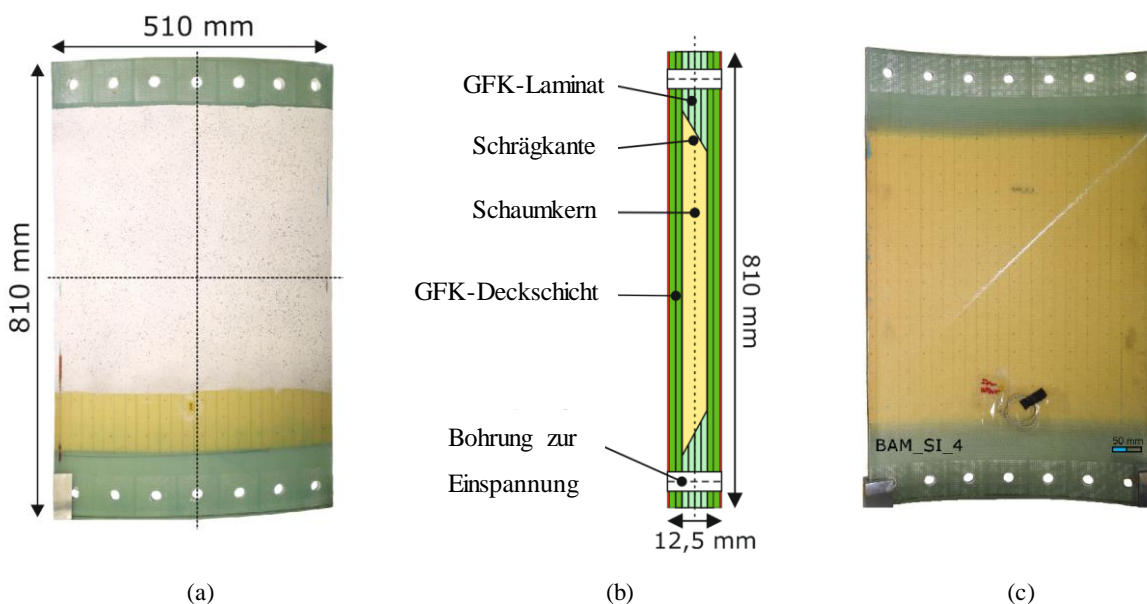 510 mm
810 mm
(a)
GFK-Laminat
Schrägkante
Schaumkern
GFK-Deckschicht
Bohrung zur
Einspannung
810 mm
12,5 mm
(b)
BAM_SI_4
50 mm
(c)